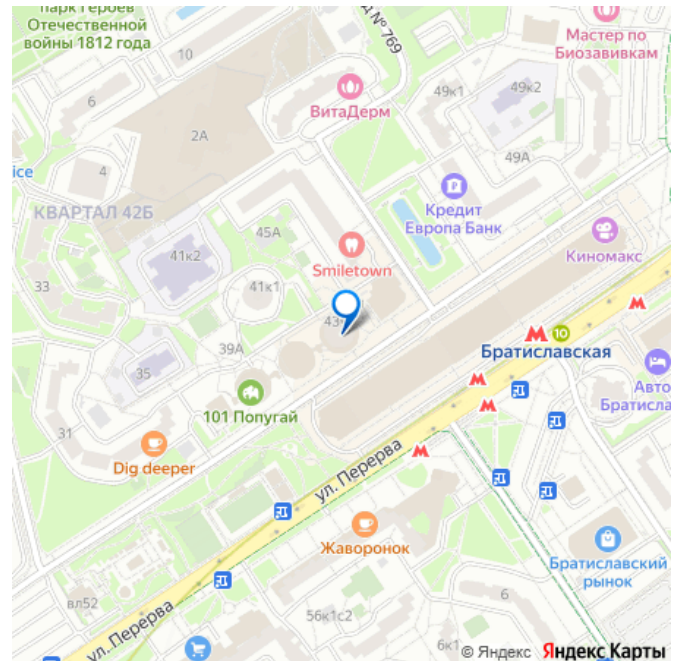 парк Героев
Отечественной
войны 1812 года
10
6
2А
4
ice
КВАРТАЛ 42Б
д № 769
ВитаДерм
Мастер по
Биозавивкам
49к1
49к2
49А
Кредит
Европа Банк
Киномакс
45А
Smiletown
41к2
41к1
33
43
39А
35
31
101 Попугай
Dig deeper
10
Братиславская
Авто
Братисла
ул. Перерва
Жаворонок
Братиславский
рынок
вл52
ул. Перерва
56к1с2
6
6к1
© Яндекс Яндекс Карты